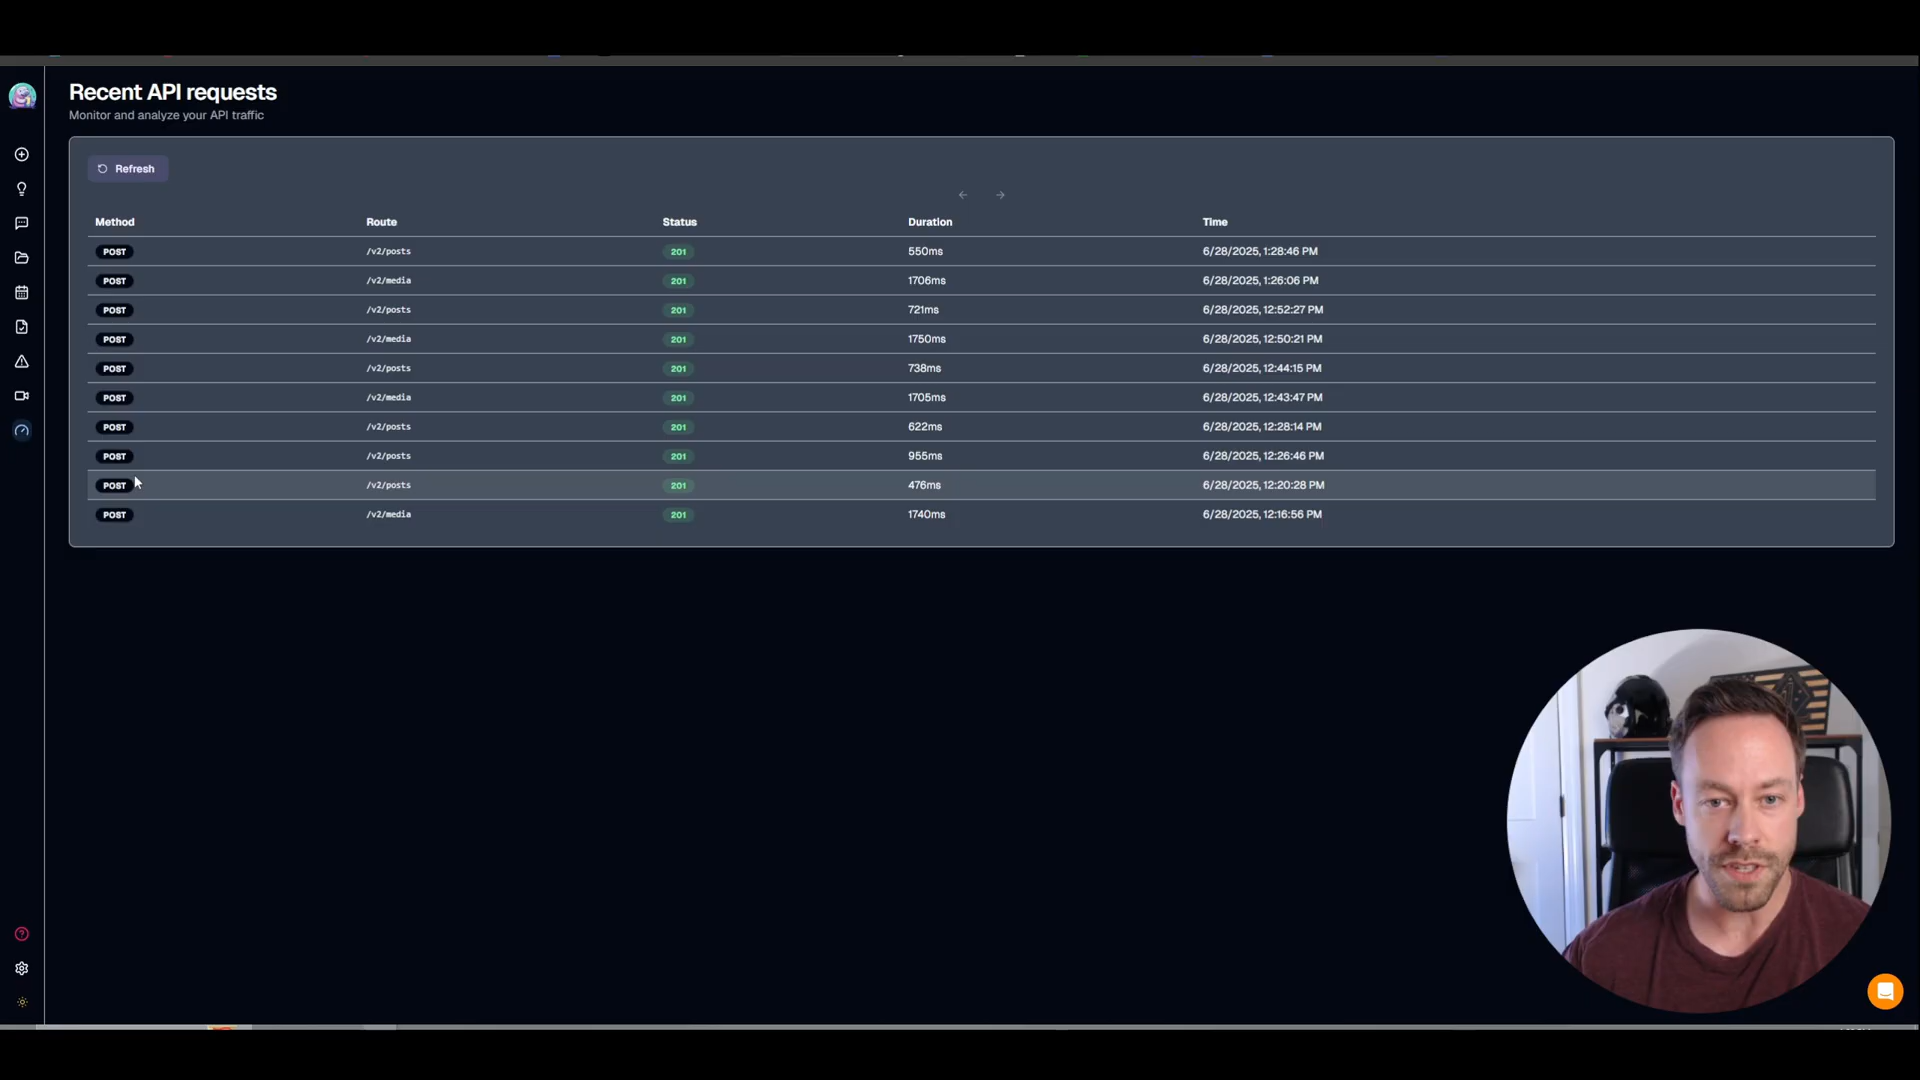 Recent API requests
Monitor and analyze your API traffic
Refresh
Method Route Status Duration Time
POST /v2/posts 201 550ms 6/28/2025, 1:28:46 PM
POST /v2/media 201 1706ms 6/28/2025, 1:26:06 PM
POST /v2/posts 201 721ms 6/28/2025, 12:52:27 PM
POST /v2/media 201 1750ms 6/28/2025, 12:50:21 PM
POST /v2/posts 201 738ms 6/28/2025, 12:44:15 PM
POST /v2/media 201 1705ms 6/28/2025, 12:43:47 PM
POST /v2/posts 201 622ms 6/28/2025, 12:28:14 PM
POST /v2/posts 201 955ms 6/28/2025, 12:26:46 PM
POST /v2/posts 201 476ms 6/28/2025, 12:20:28 PM
POST /v2/media 201 1740ms 6/28/2025, 12:16:56 PM